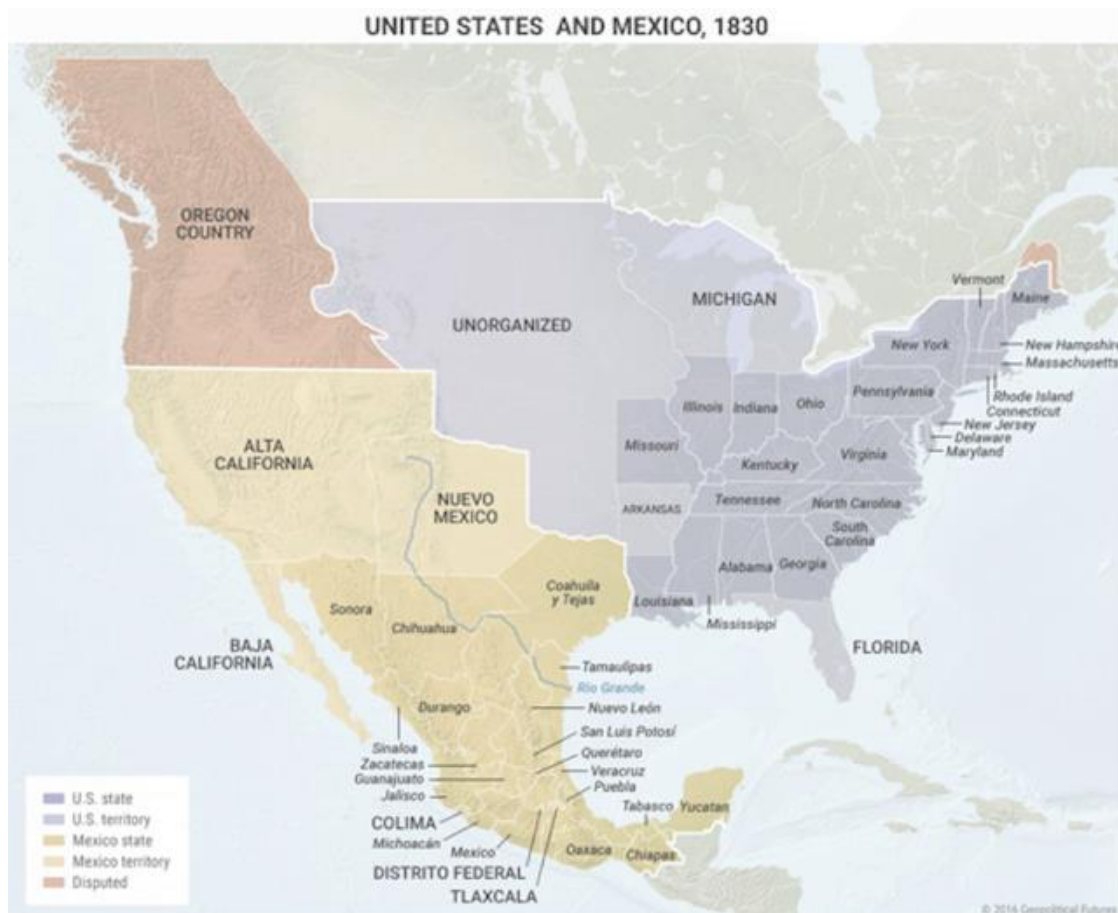 UNITED STATES AND MEXICO, 1830
OREGON
COUNTRY
UNORGANIZED
MICHIGAN
Vermont
Maine
New York
New Hampshire
Massachusetts
Rhode Island
Connecticut
Pennsylvania
New Jersey
Delaware
Maryland
Illinois
Indiana
Ohio
Missouri
Virginia
Kentucky
ALTA
CALIFORNIA
NUEVO
MEXICO
ARKANSAS
Tennessee
North Carolina
South
Carolina
Alabama
Georgia
Coahuila
y Tejas
Louisiana
Mississippi
FLORIDA
Sonora
Chihuahua
BAJA
CALIFORNIA
Tamaulipas
Rio Grande
Nuevo León
Durango
San Luis Potosí
Sinaloa
Querétaro
Zacatecas
Veracruz
Guanajuato
Puebla
Jalisco
Tabasco
Yucatan
COLIMA
Michoacán
Mexico
Oaxaca
Chiapas
DISTRITO FEDERAL
TLAXCALA
U.S. state
U.S. territory
Mexico state
Mexico territory
Disputed
© 2016 Geopolitical Futures